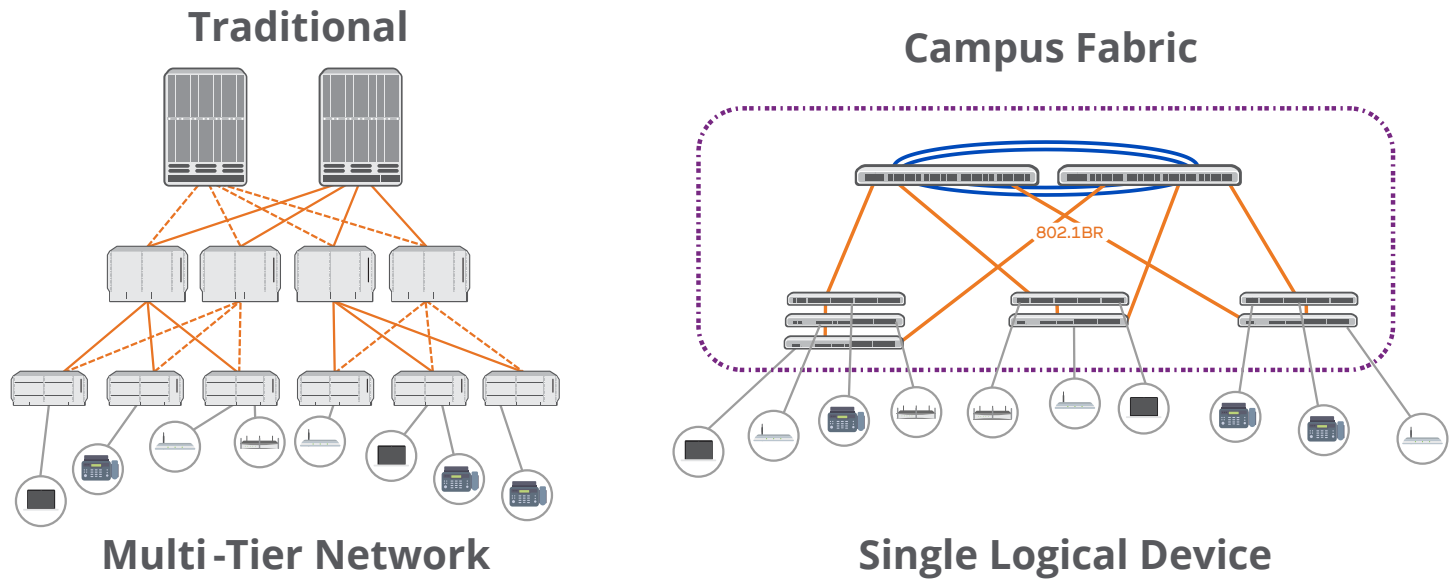 Traditional
Campus Fabric
802.1BR
Multi-Tier Network
Single Logical Device